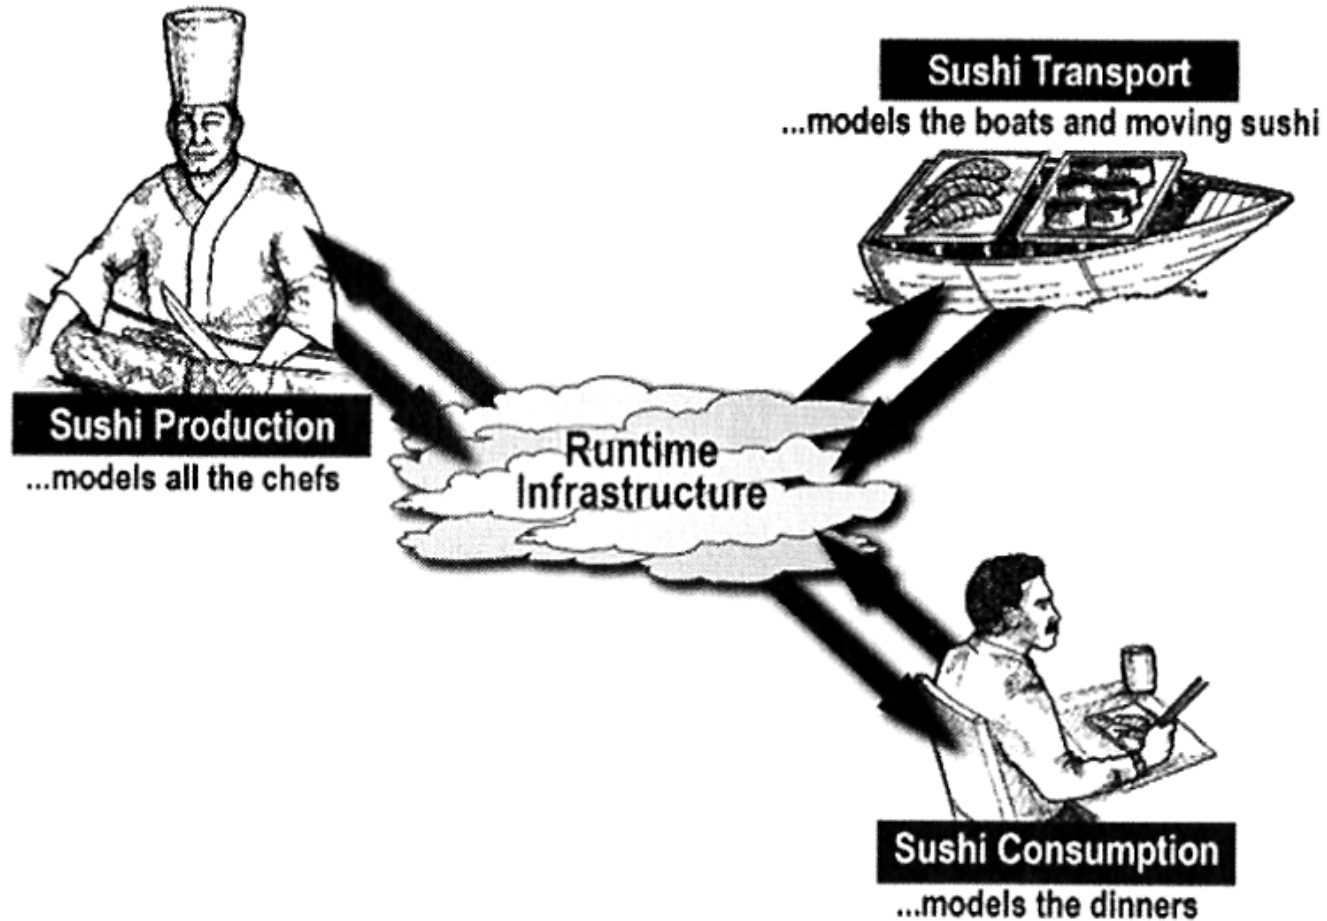 Sushi Transport
...models the boats and moving sushi
Sushi Production
...models all the chefs
Runtime
Infrastructure
Sushi Consumption
...models the dinners